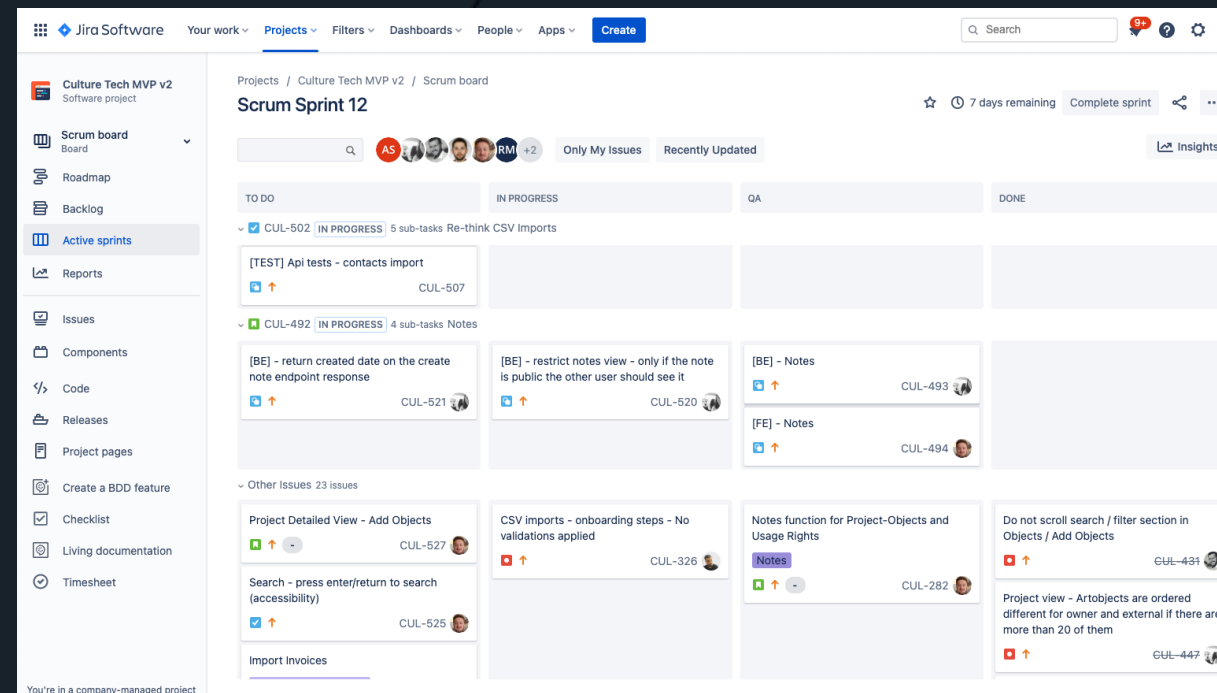 Jira Software
Your work
Projects
Filters
Dashboards
People
Apps
Create
Search
9+
Culture Tech MVP v2
Software project
Scrum board
Board
Roadmap
Backlog
Active sprints
Reports
Issues
Components
Code
Releases
Project pages
Create a BDD feature
Checklist
Living documentation
Timesheet
You're in a company-managed project
Projects / Culture Tech MVP v2 / Scrum board
Scrum Sprint 12
7 days remaining
Complete sprint
AS
RM
+2
Only My Issues
Recently Updated
Insights
TO DO
IN PROGRESS
QA
DONE
CUL-502 IN PROGRESS 5 sub-tasks Re-think CSV Imports
[TEST] Api tests - contacts import
CUL-507
CUL-492 IN PROGRESS 4 sub-tasks Notes
[BE] - return created date on the create
note endpoint response
CUL-521
[BE] - restrict notes view - only if the note
is public the other user should see it
CUL-520
[BE] - Notes
CUL-493
[FE] - Notes
CUL-494
Other Issues 23 issues
Project Detailed View - Add Objects
-
CUL-527
Search - press enter/return to search
(accessibility)
CUL-525
Import Invoices
CSV imports - onboarding steps - No
validations applied
CUL-326
Notes function for Project-Objects and
Usage Rights
Notes
-
CUL-282
Do not scroll search / filter section in
Objects / Add Objects
CUL-431
Project view - Artobjects are ordered
different for owner and external if there are
more than 20 of them
CUL-447